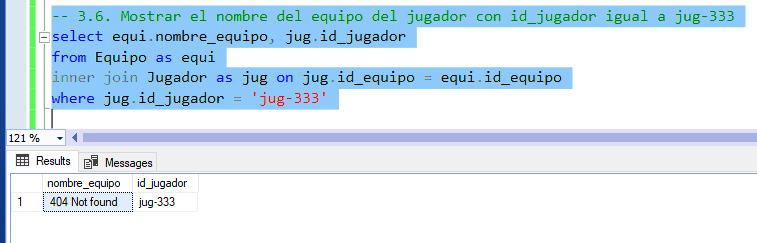 -- 3.6. Mostrar el nombre del equipo del jugador con id_jugador igual a jug-333
select equi.nombre_equipo, jug.id_jugador
from Equipo as equi
inner join Jugador as jug on jug.id_equipo = equi.id_equipo
where jug.id_jugador = 'jug-333'
121 %
Results Messages
nombre_equipo id_jugador
1 404 Not found jug-333